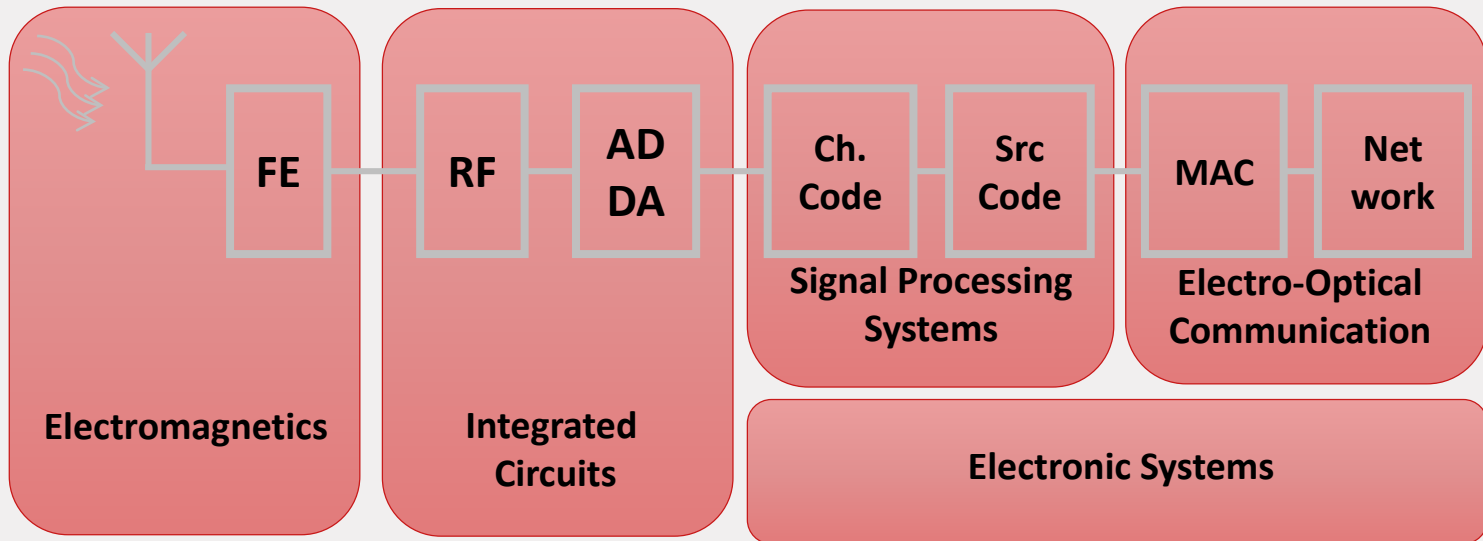 FE
RF
AD
DA
Ch.
Code
Src
Code
MAC
Net
work
Signal Processing
Systems
Electro-Optical
Communication
Electromagnetics
Integrated
Circuits
Electronic Systems